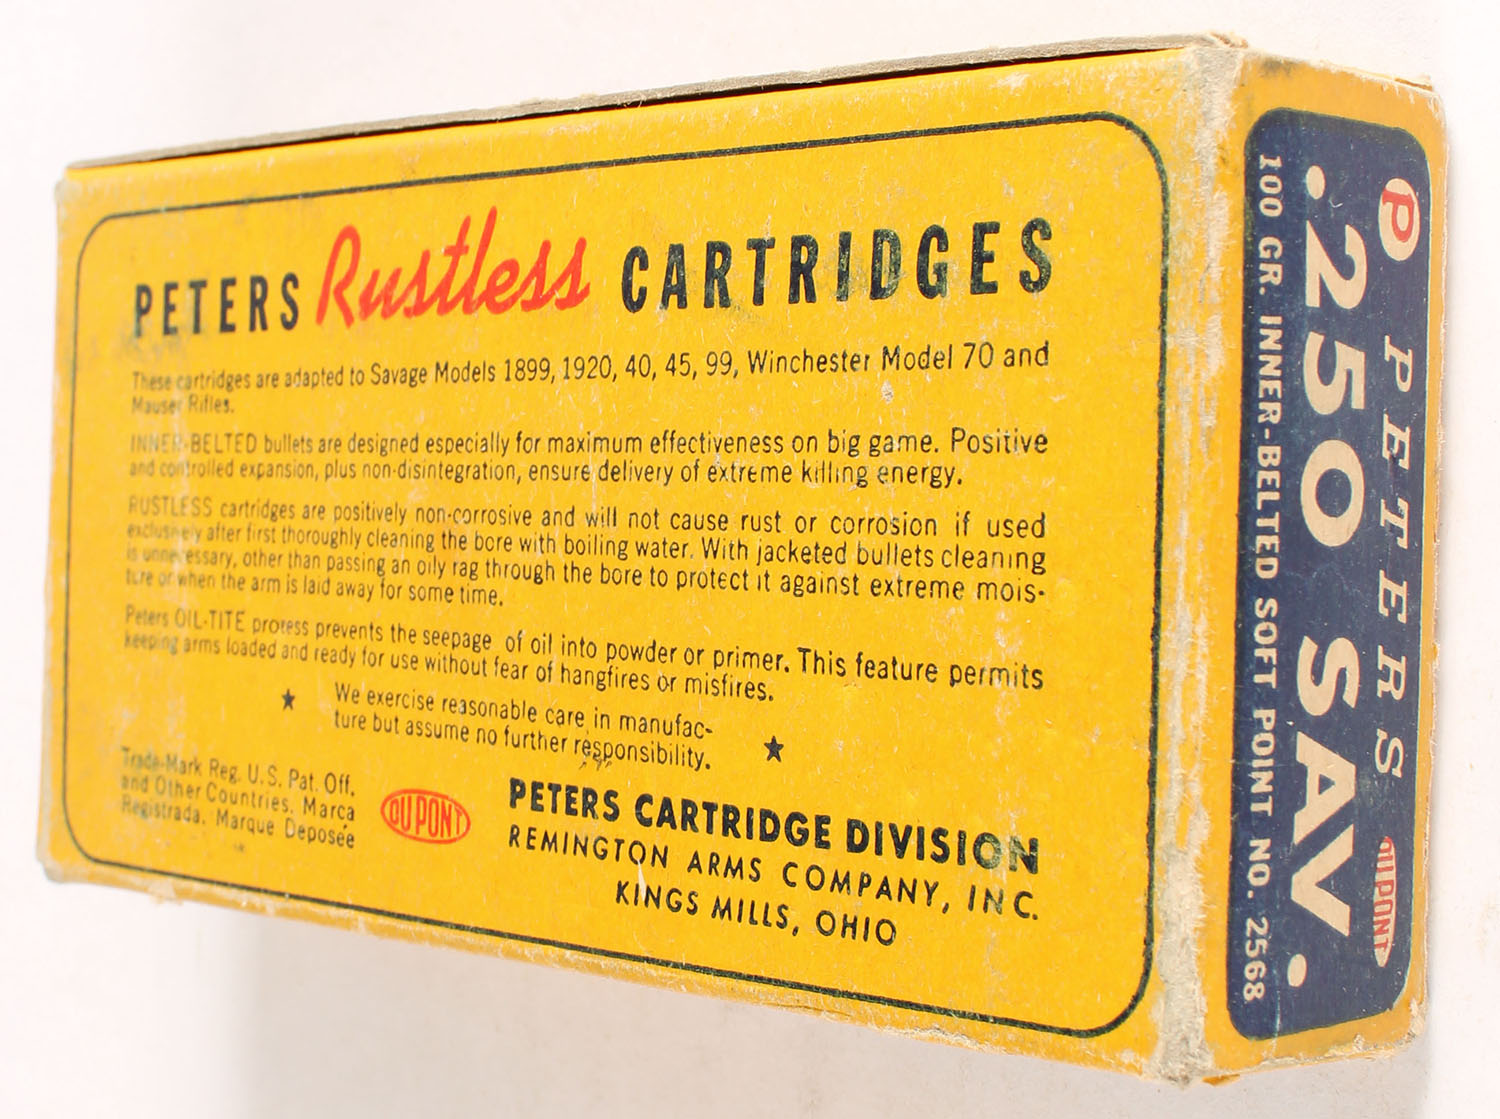 PETERS Rustless CARTRIDGES
These cartridges are adapted to Savage Models 1899, 1920, 40, 45, 99, Winchester Model 70 and
Mauser Rifles.
INNER-BELTED bullets are designed especially for maximum effectiveness on big game. Positive
and controlled expansion, plus non-disintegration, ensure delivery of extreme killing energy.
RUSTLESS cartridges are positively non-corrosive and will not cause rust or corrosion if used
exclusively after first thoroughly cleaning the bore with boiling water. With jacketed bullets cleaning
is unnecessary, other than passing an oily rag through the bore to protect it against extreme mois-
ture or when the arm is laid away for some time.
Peters OIL-TITE process prevents the seepage of oil into powder or primer. This feature permits
keeping arms loaded and ready for use without fear of hangfires or misfires.
★ We exercise reasonable care in manufac-
ture but assume no further responsibility. ★
Trade-Mark Reg. U.S. Pat. Off.
and Other Countries. Marca
Registrada. Marque Deposée
DU PONT
PETERS CARTRIDGE DIVISION
REMINGTON ARMS COMPANY, INC.
KINGS MILLS, OHIO
P PETERS DU PONT
.250 SAV.
100 GR. INNER-BELTED SOFT POINT NO. 2568